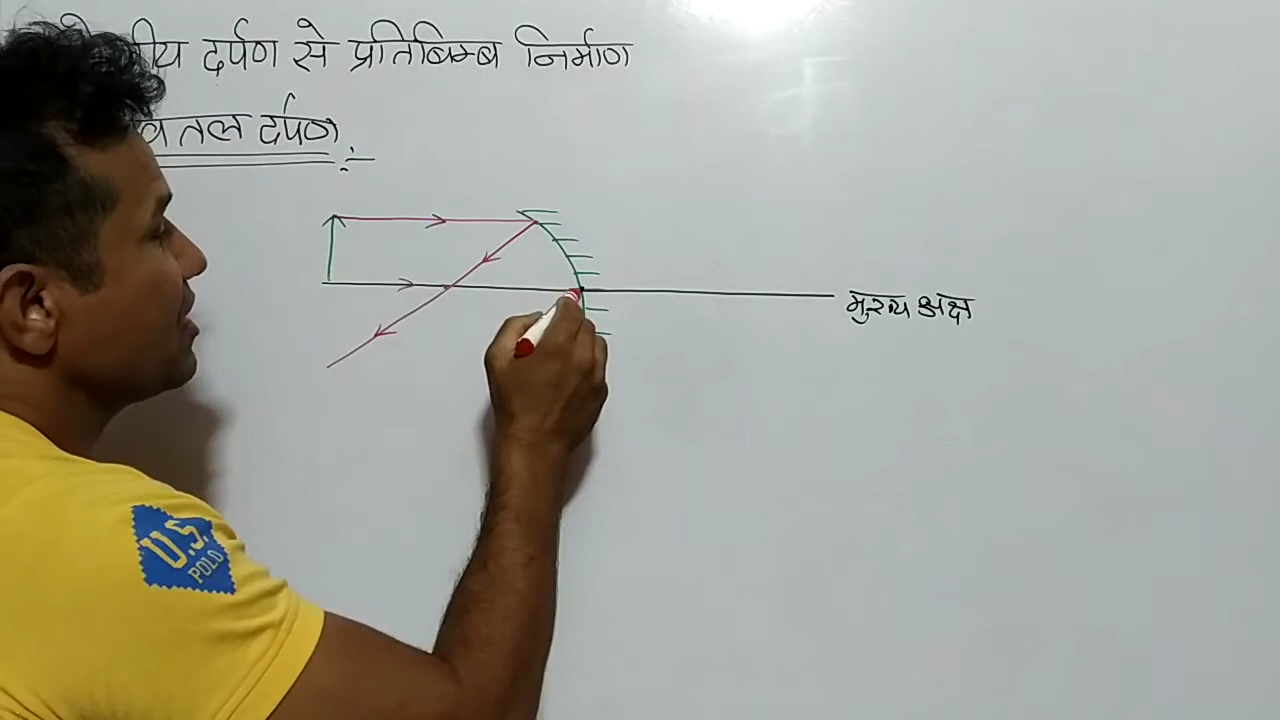 दर्पण से प्रतिबिम्ब निर्माण
तल दर्पण :-
मुख्य अक्ष
U.S.
POLO